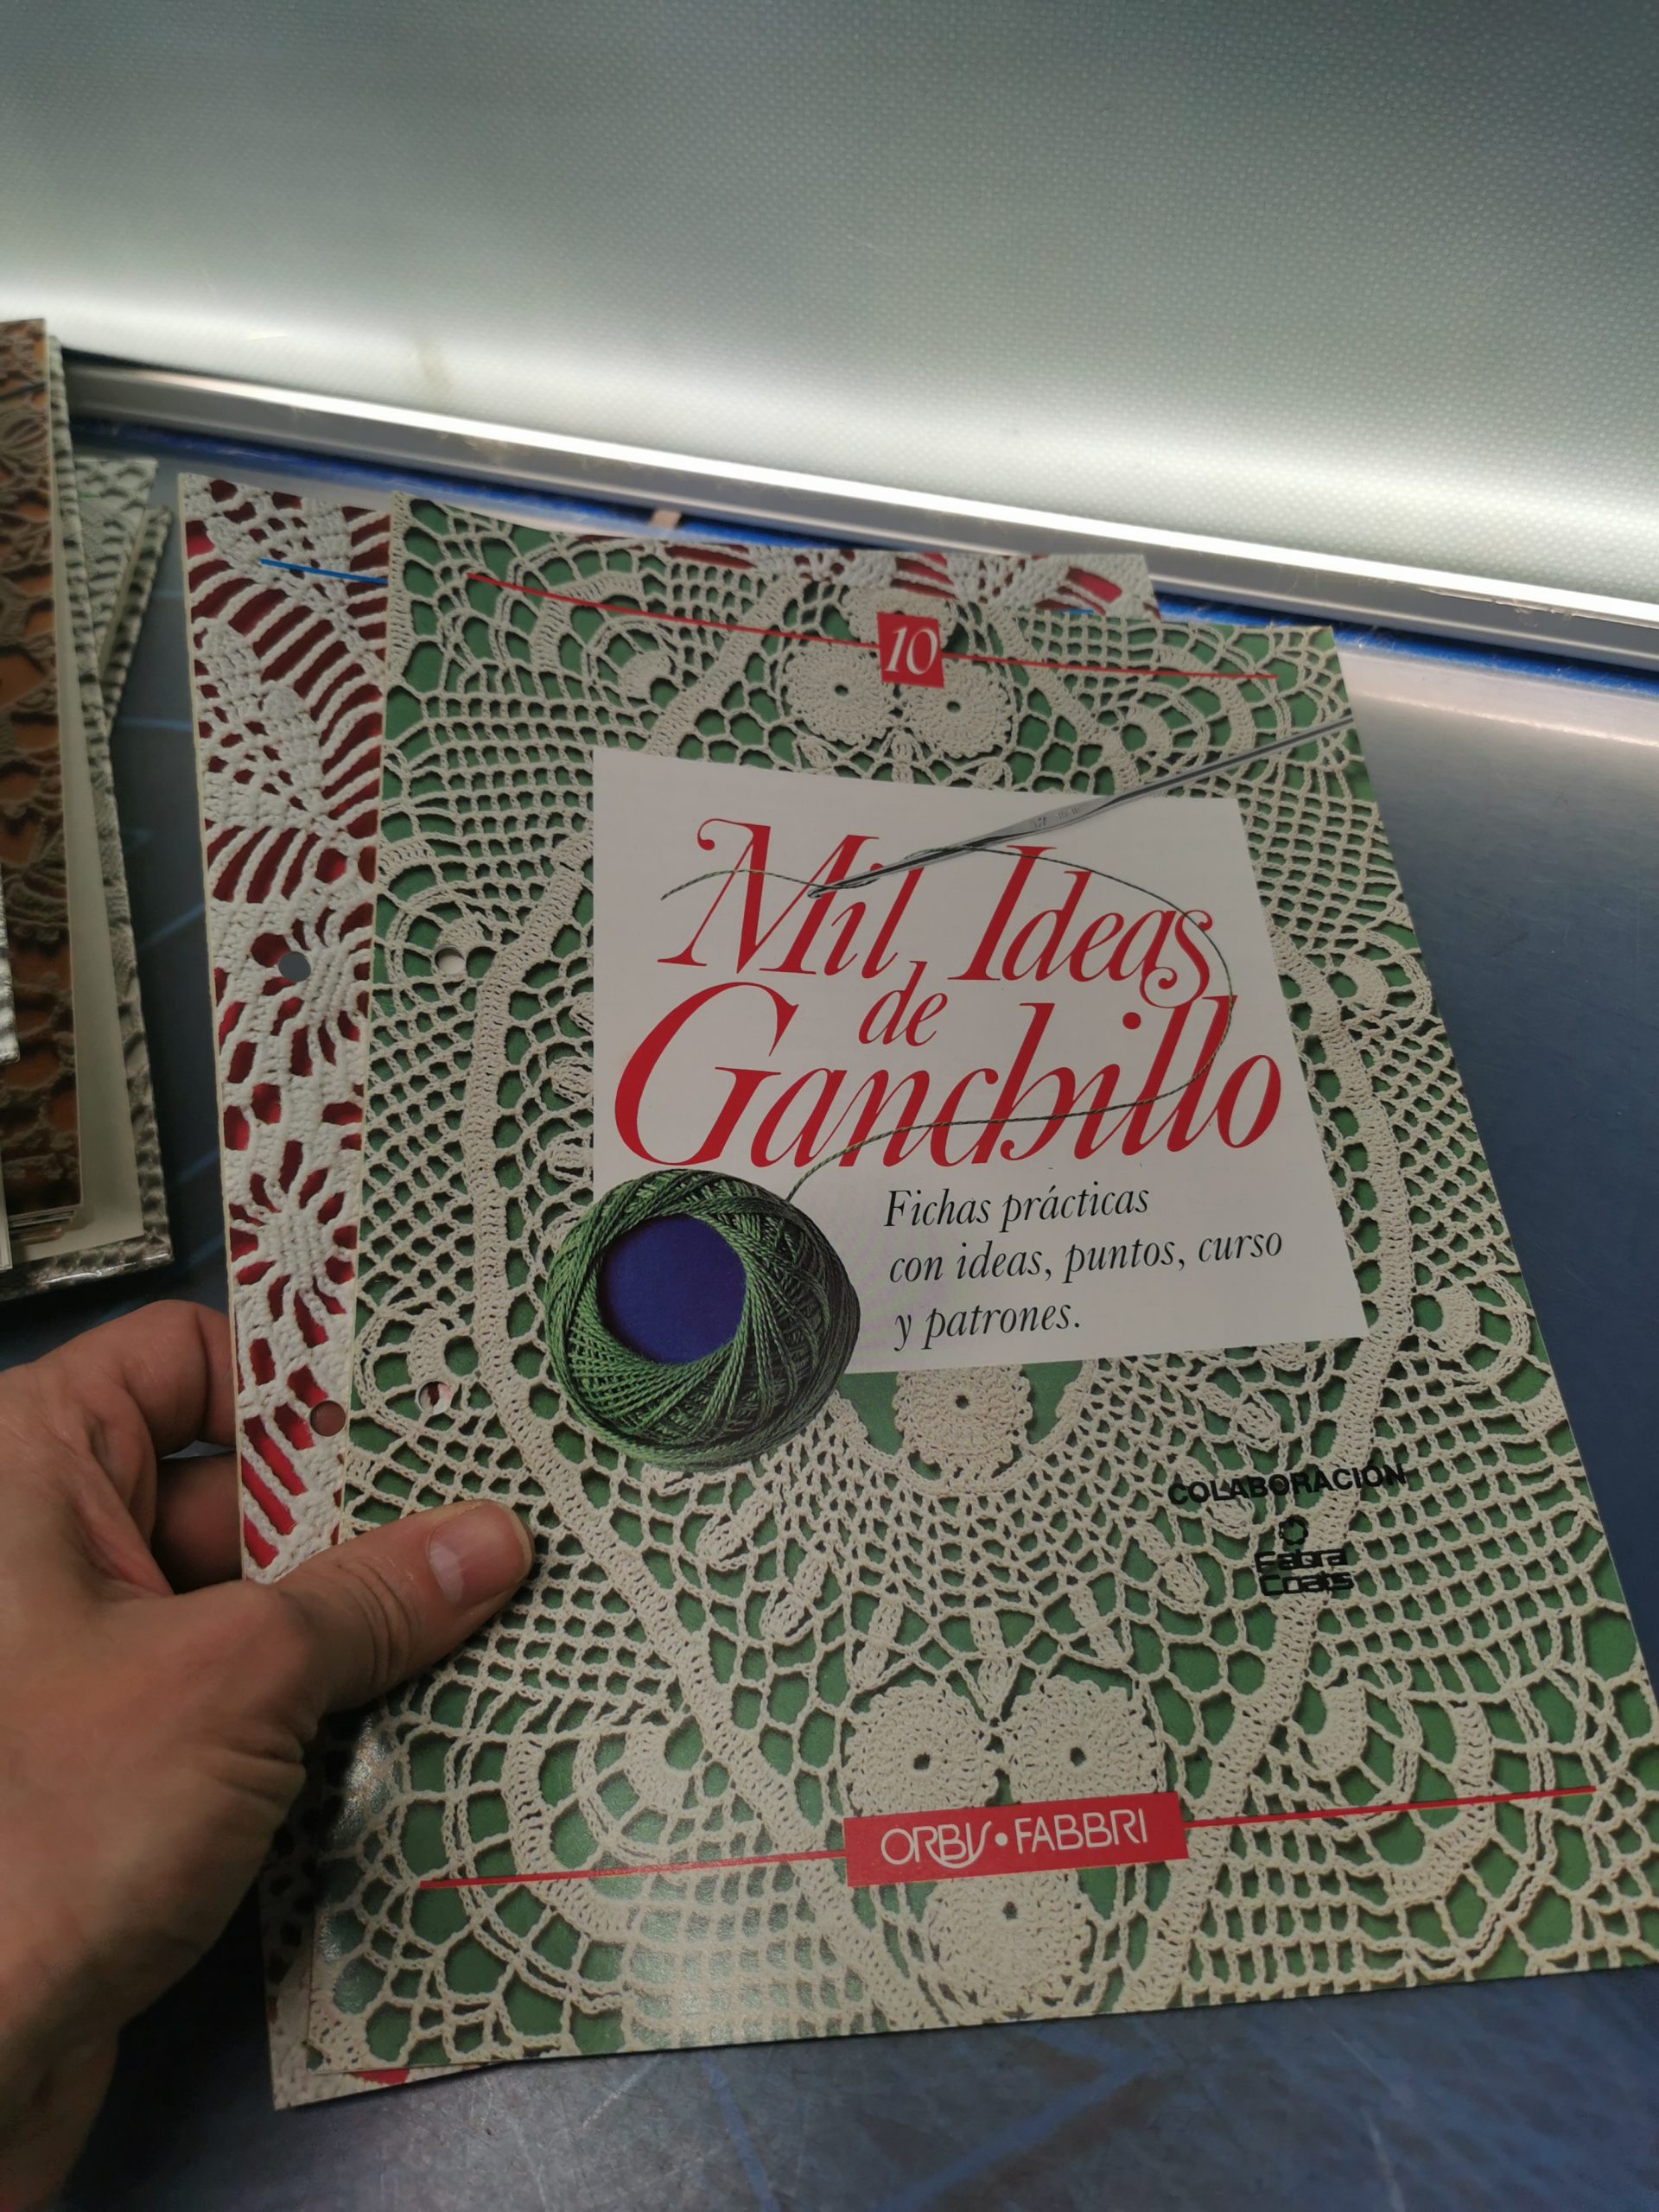 10
Mil Ideas
de
Ganchillo
Fichas prácticas
con ideas, puntos, curso
y patrones.
COLABORACIÓN
Fabra
Coats
ORBIS • FABBRI